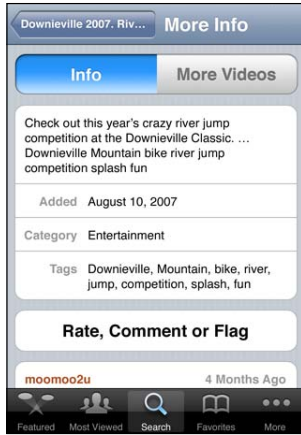 Downieville 2007. Riv...
More Info
Info
More Videos
Check out this year's crazy river jump
competition at the Downieville Classic. ...
Downieville Mountain bike river jump
competition splash fun
Added August 10, 2007
Category Entertainment
Tags Downieville, Mountain, bike, river,
jump, competition, splash, fun
Rate, Comment or Flag
moomoo2u 4 Months Ago
Featured Most Viewed Search Favorites More